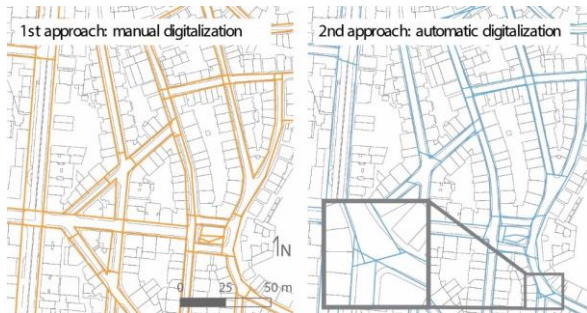 1st approach: manual digitalization
2nd approach: automatic digitalization
N
0 25 50 m